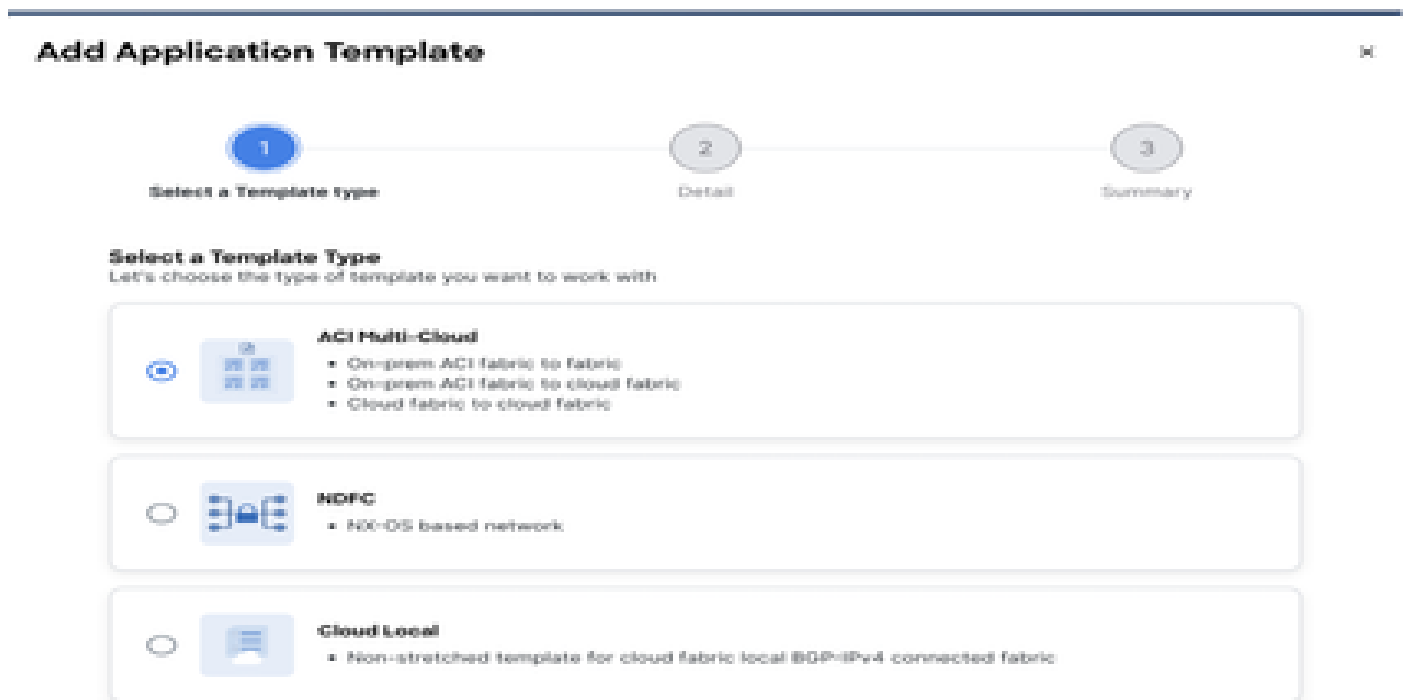 Add Application Template
1
2
3
Select a Template type
Detail
Summary
Select a Template Type
Let's choose the type of template you want to work with
ACI Multi-Cloud
• On-prem ACI fabric to fabric
• On-prem ACI fabric to cloud fabric
• Cloud fabric to cloud fabric
NDFC
• NX-OS based network
Cloud Local
• Non-stretched template for cloud fabric local BGP-IPv4 connected fabric